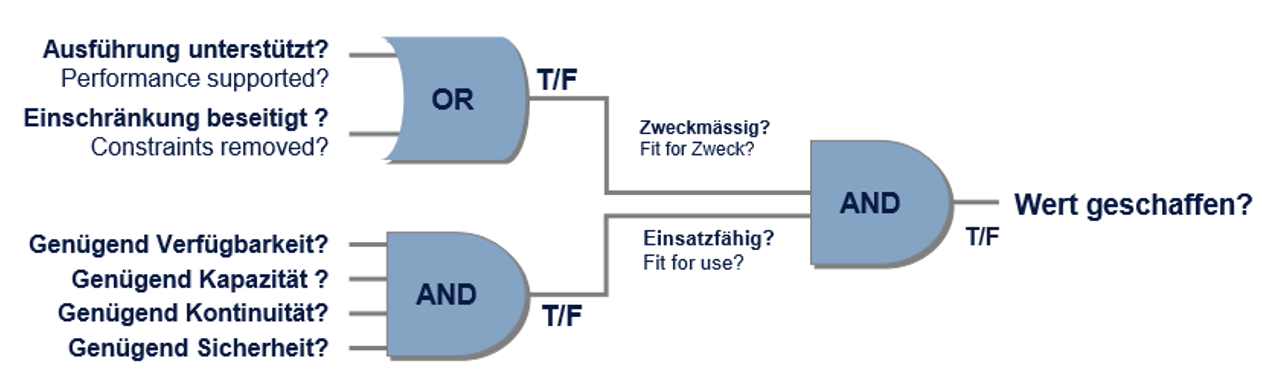 Ausführung unterstützt?
Performance supported?
Einschränkung beseitigt ?
Constraints removed?
OR
T/F
Zweckmässig?
Fit for Zweck?
Genügend Verfügbarkeit?
Genügend Kapazität ?
Genügend Kontinuität?
Genügend Sicherheit?
AND
T/F
Einsatzfähig?
Fit for use?
AND
T/F
Wert geschaffen?